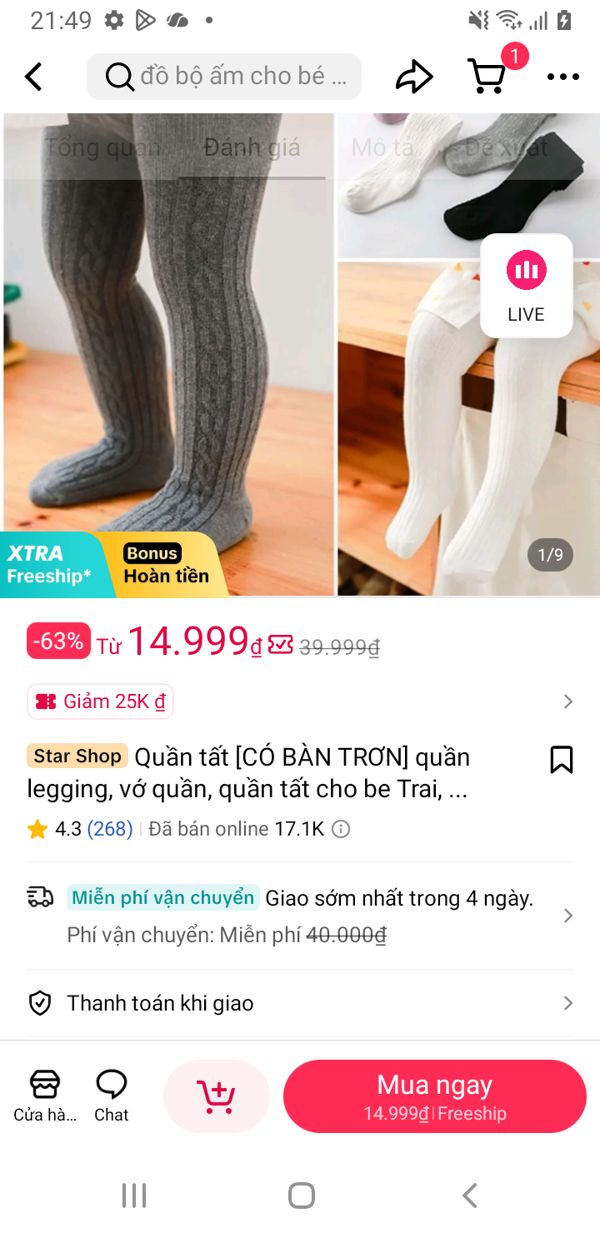 21:49
đồ bộ ấm cho bé ...
1
Tổng quan Đánh giá Mô tả Đề xuất
LIVE
XTRA
Freeship*
Bonus
Hoàn tiền
1/9
-63% Từ 14.999₫ 39.999₫
Giảm 25K ₫
Star Shop Quần tất [CÓ BÀN TRƠN] quần
legging, vớ quần, quần tất cho be Trai, ...
4.3 (268) Đã bán online 17.1K
Miễn phí vận chuyển Giao sớm nhất trong 4 ngày.
Phí vận chuyển: Miễn phí 40.000₫
Thanh toán khi giao
Cửa hà...
Chat
Mua ngay
14.999₫ | Freeship